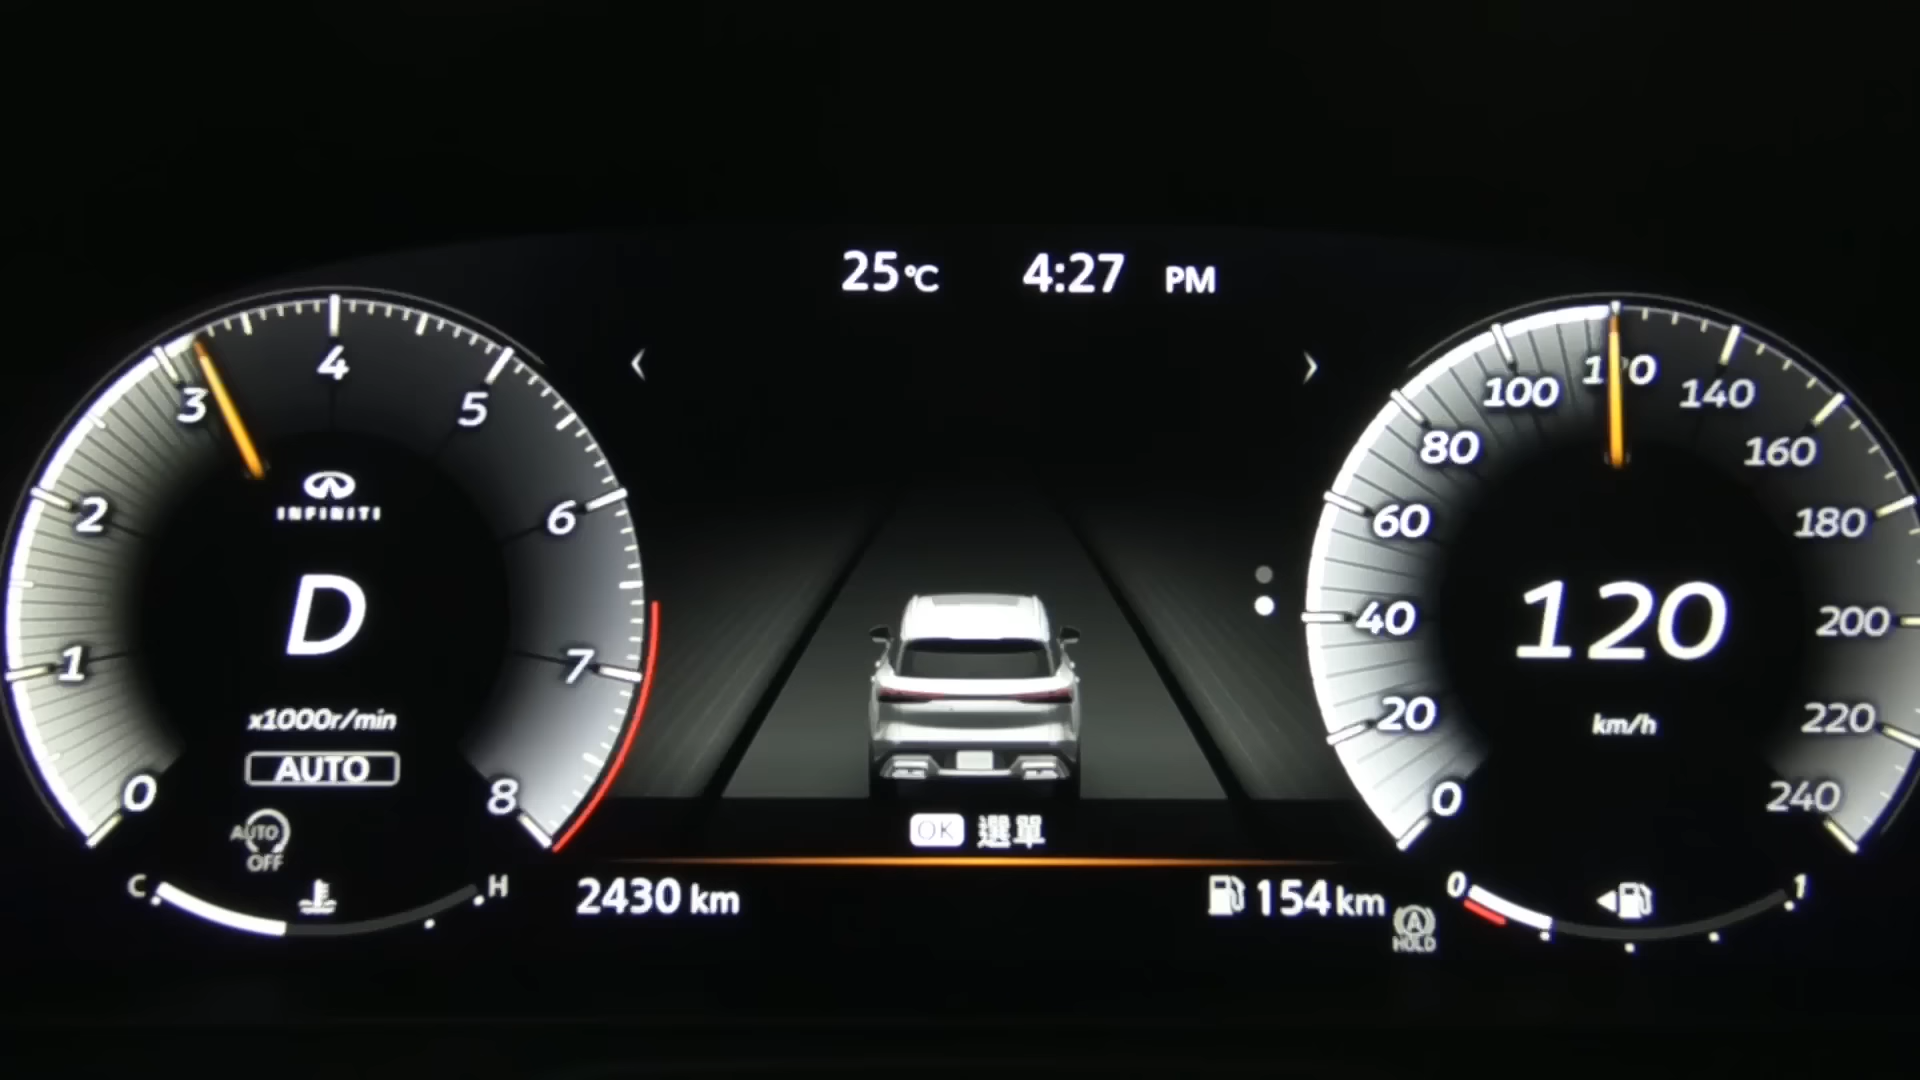 25℃ 4:27 PM
0
1
2
3
4
5
6
7
8
INFINITI
D
x1000r/min
AUTO
AUTO
OFF
C H
OK 選單
2430 km
154 km
A
HOLD
0
20
40
60
80
100
120
140
160
180
200
220
240
120
km/h
0 1